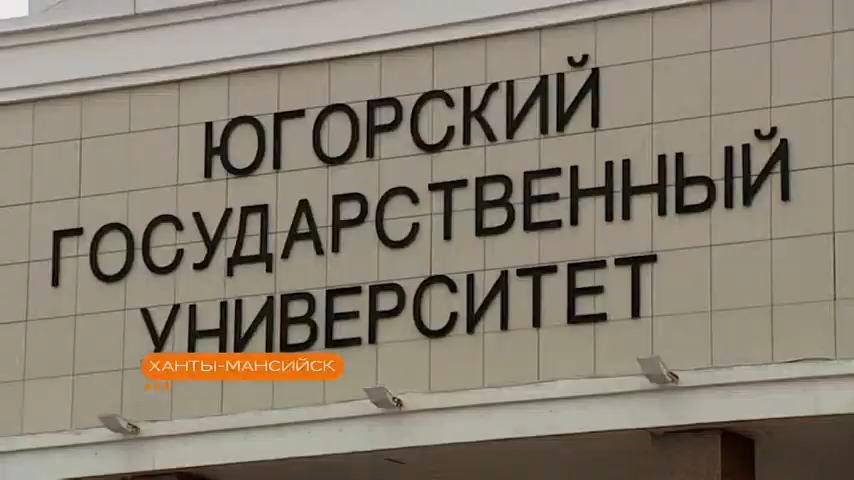 ЮГОРСКИЙ
ГОСУДАРСТВЕННЫЙ
УНИВЕРСИТЕТ
ХАНТЫ-МАНСИЙСК